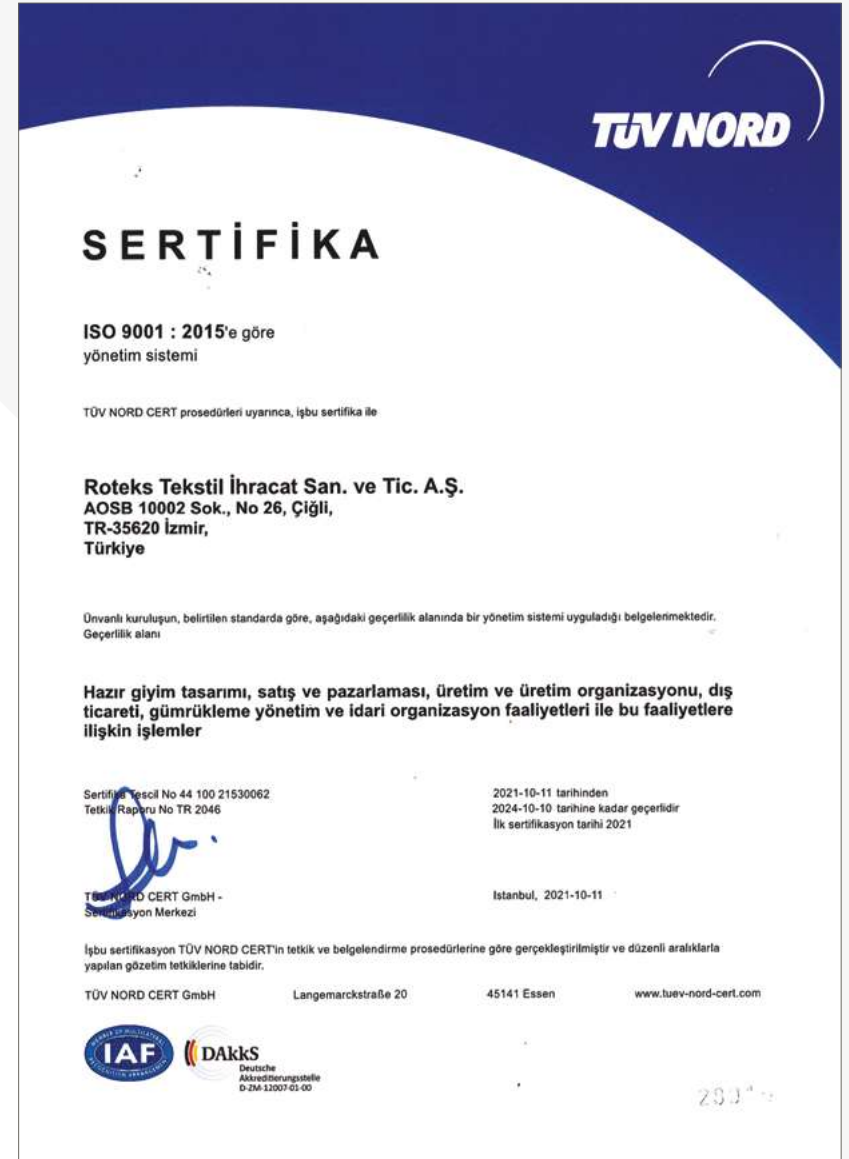 TÜV NORD
SERTİFİKA
ISO 9001 : 2015'e göre
yönetim sistemi
TÜV NORD CERT prosedürleri uyarınca, işbu sertifika ile
Roteks Tekstil İhracat San. ve Tic. A.Ş.
AOSB 10002 Sok., No 26, Çiğli,
TR-35620 İzmir,
Türkiye
Ünvanlı kuruluşun, belirtilen standarda göre, aşağıdaki geçerlilik alanında bir yönetim sistemi uyguladığı belgelenmektedir.
Geçerlilik alanı
Hazır giyim tasarımı, satış ve pazarlaması, üretim ve üretim organizasyonu, dış
ticareti, gümrükleme yönetim ve idari organizasyon faaliyetleri ile bu faaliyetlere
ilişkin işlemler
Sertifika Tescil No 44 100 21530062
Tetkik Raporu No TR 2046
2021-10-11 tarihinden
2024-10-10 tarihine kadar geçerlidir
İlk sertifikasyon tarihi 2021
TÜV NORD CERT GmbH -
Sertifikasyon Merkezi
Istanbul, 2021-10-11
İşbu sertifikasyon TÜV NORD CERT'in tetkik ve belgelendirme prosedürlerine göre gerçekleştirilmiştir ve düzenli aralıklarla
yapılan gözetim tetkiklerine tabidir.
TÜV NORD CERT GmbH Langemarckstraße 20 45141 Essen www.tuev-nord-cert.com
MEMBER OF MULTILATERAL
IAF
RECOGNITION ARRANGEMENT
DAkkS
Deutsche
Akkreditierungsstelle
D-ZM-12007-01-00